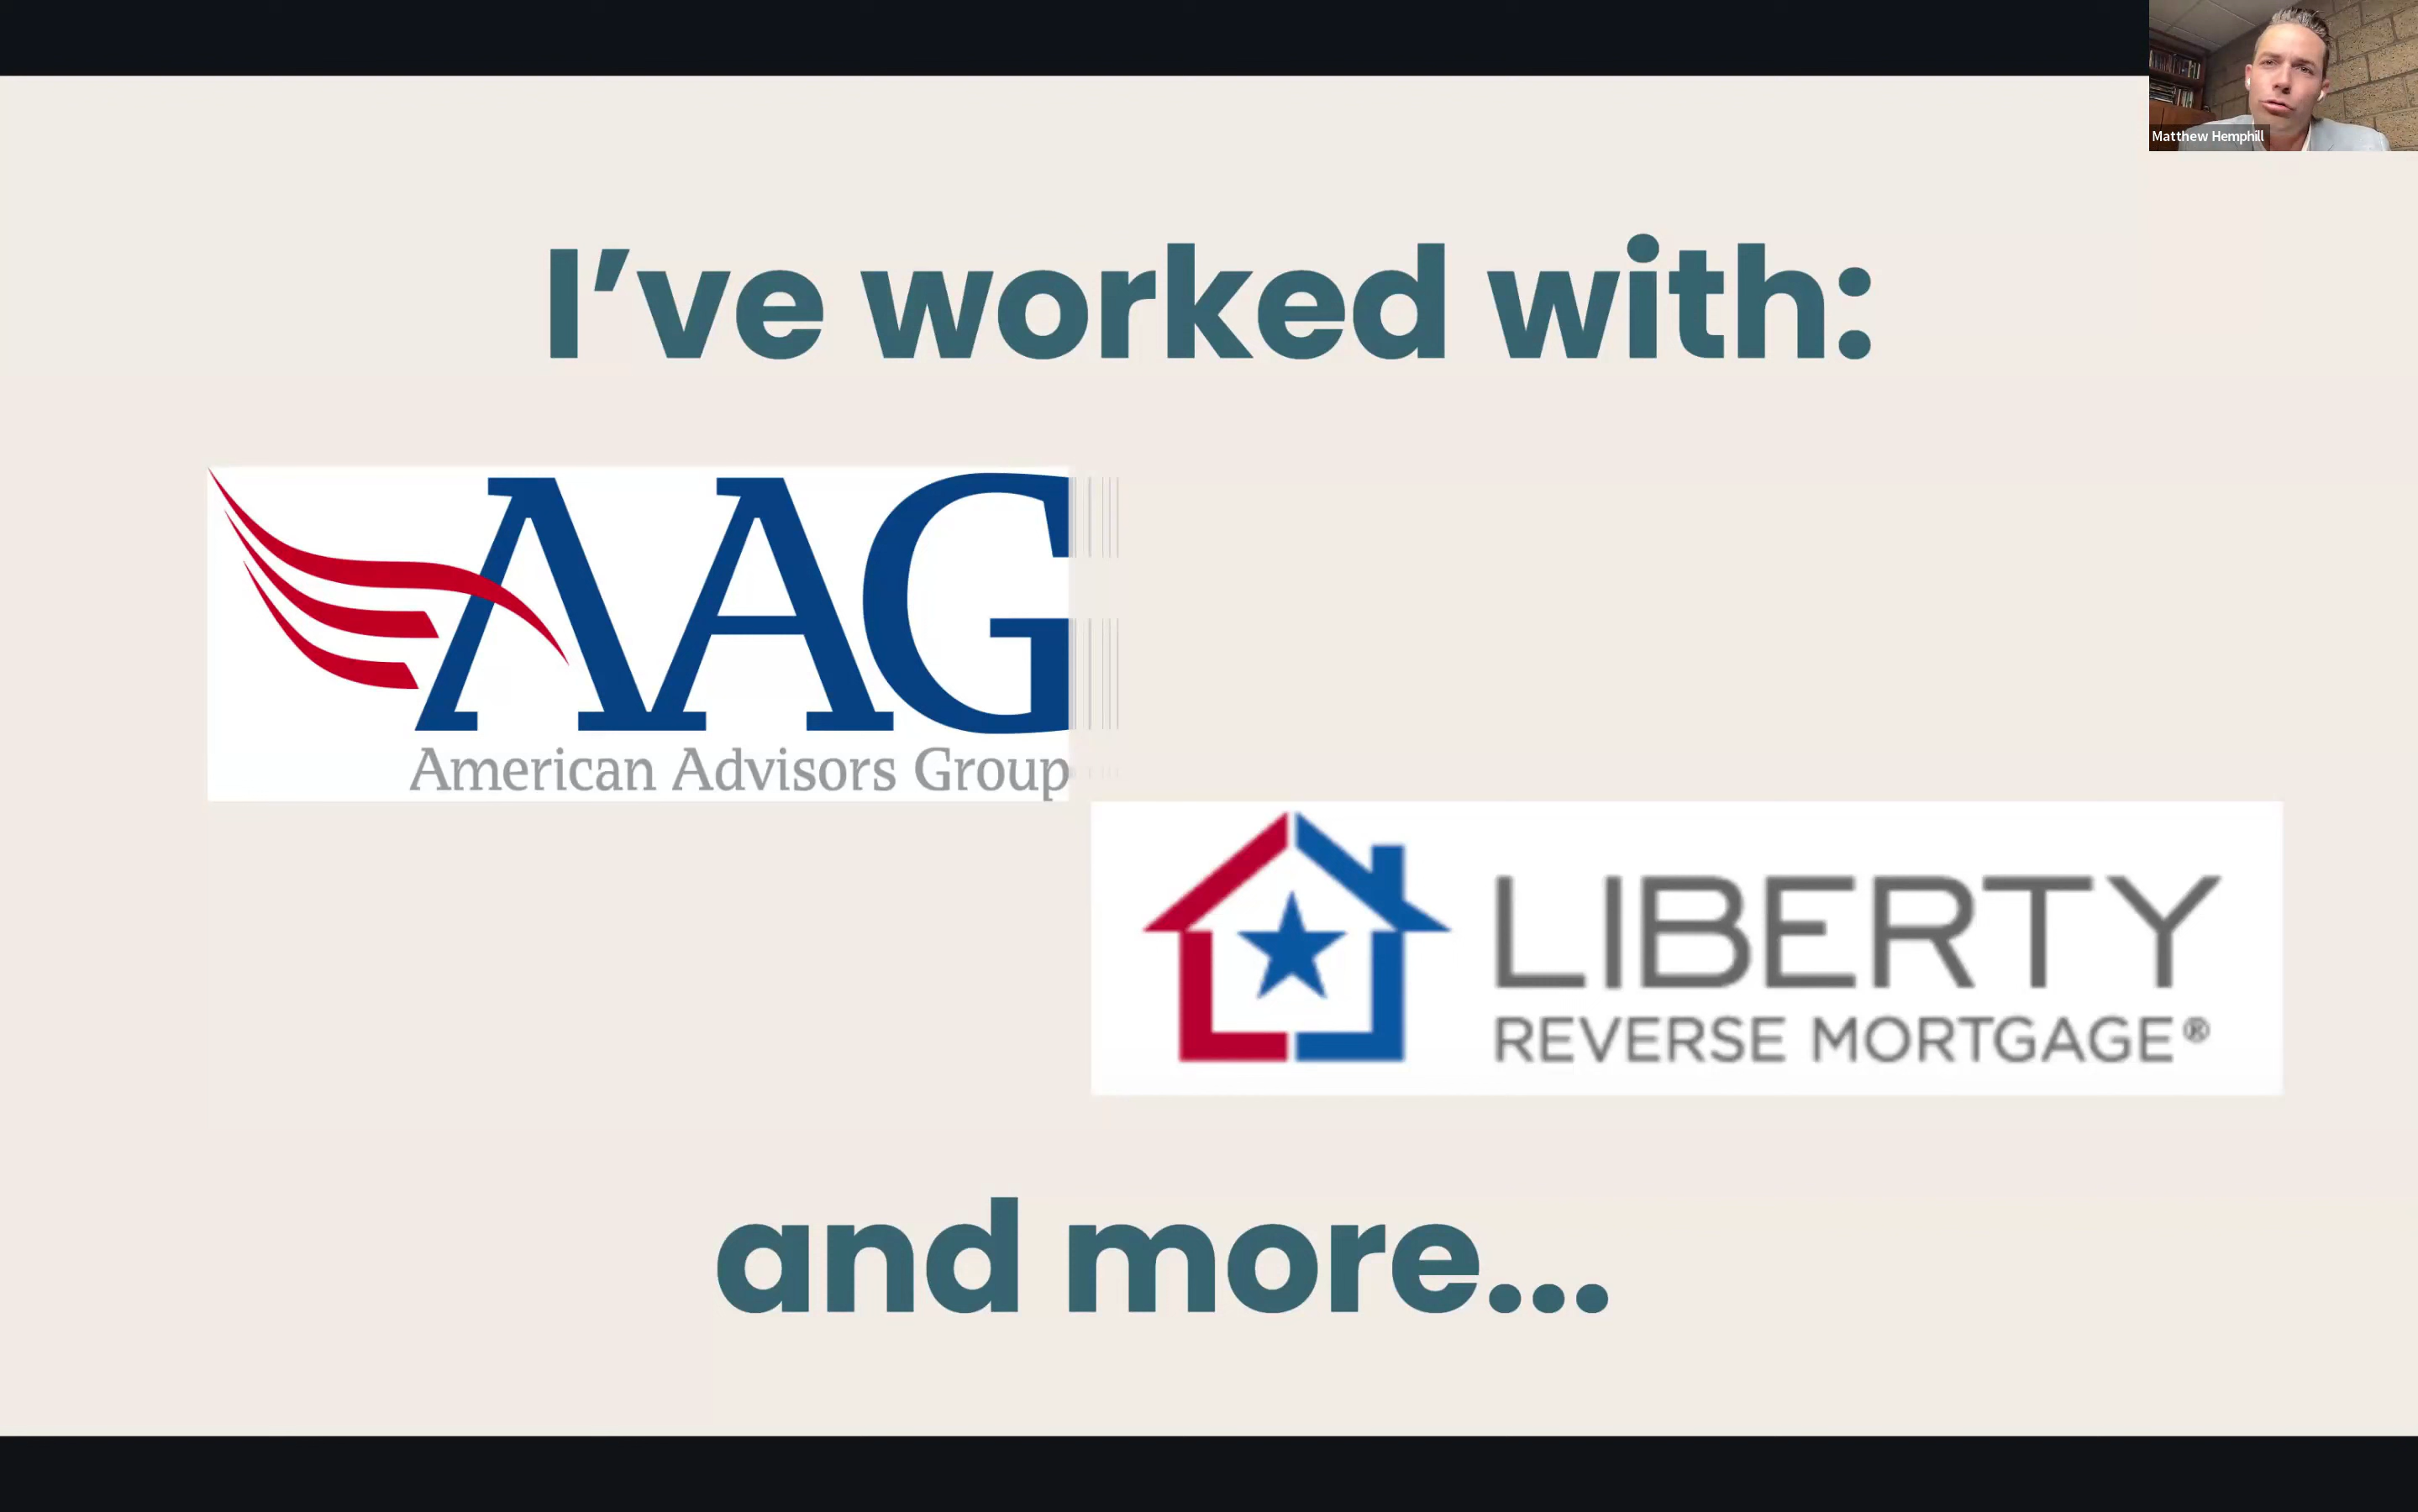 Matthew Hemphill
I’ve worked with:
AAG
American Advisors Group
LIBERTY
REVERSE MORTGAGE®
and more...